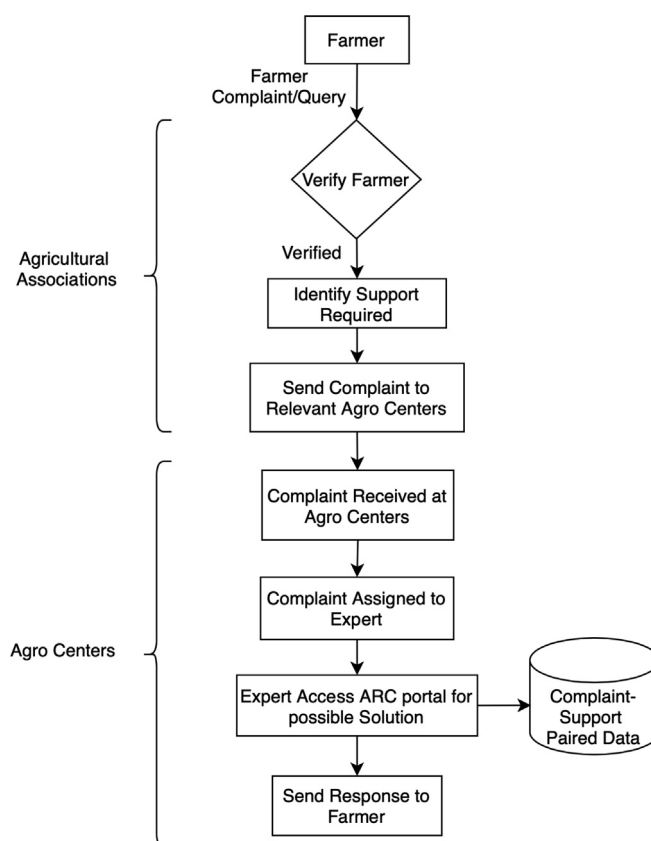 Farmer
Farmer
Complaint/Query
Verify Farmer
Verified
Agricultural
Associations
Identify Support
Required
Send Complaint to
Relevant Agro Centers
Complaint Received at
Agro Centers
Complaint Assigned to
Expert
Agro Centers
Expert Access ARC portal for
possible Solution
Complaint-
Support
Paired Data
Send Response to
Farmer